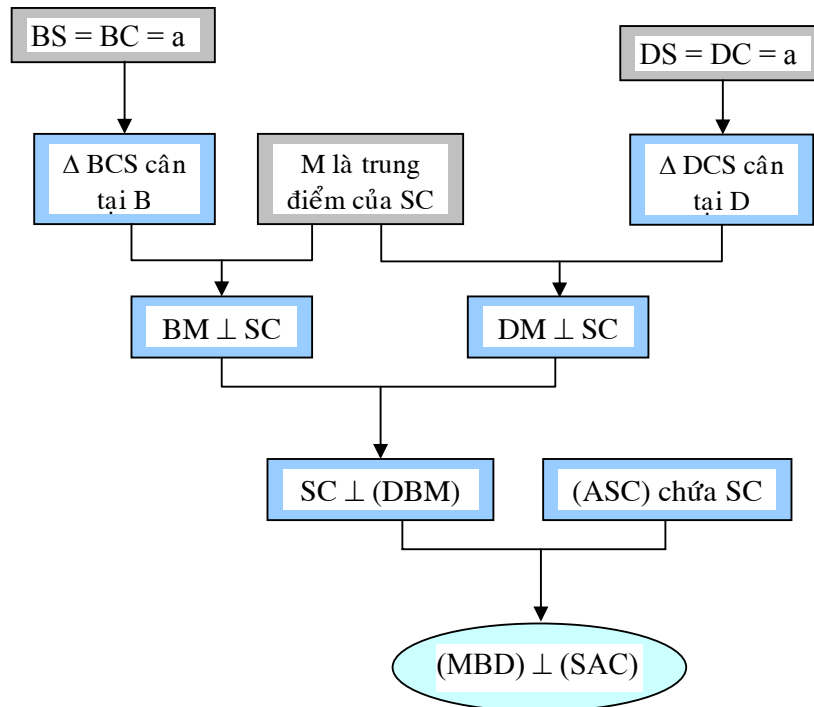 BS = BC = a
DS = DC = a
Δ BCS cân
tại B
M là trung
điểm của SC
Δ DCS cân
tại D
BM ⊥ SC
DM ⊥ SC
SC ⊥ (DBM)
(ASC) chứa SC
(MBD) ⊥ (SAC)